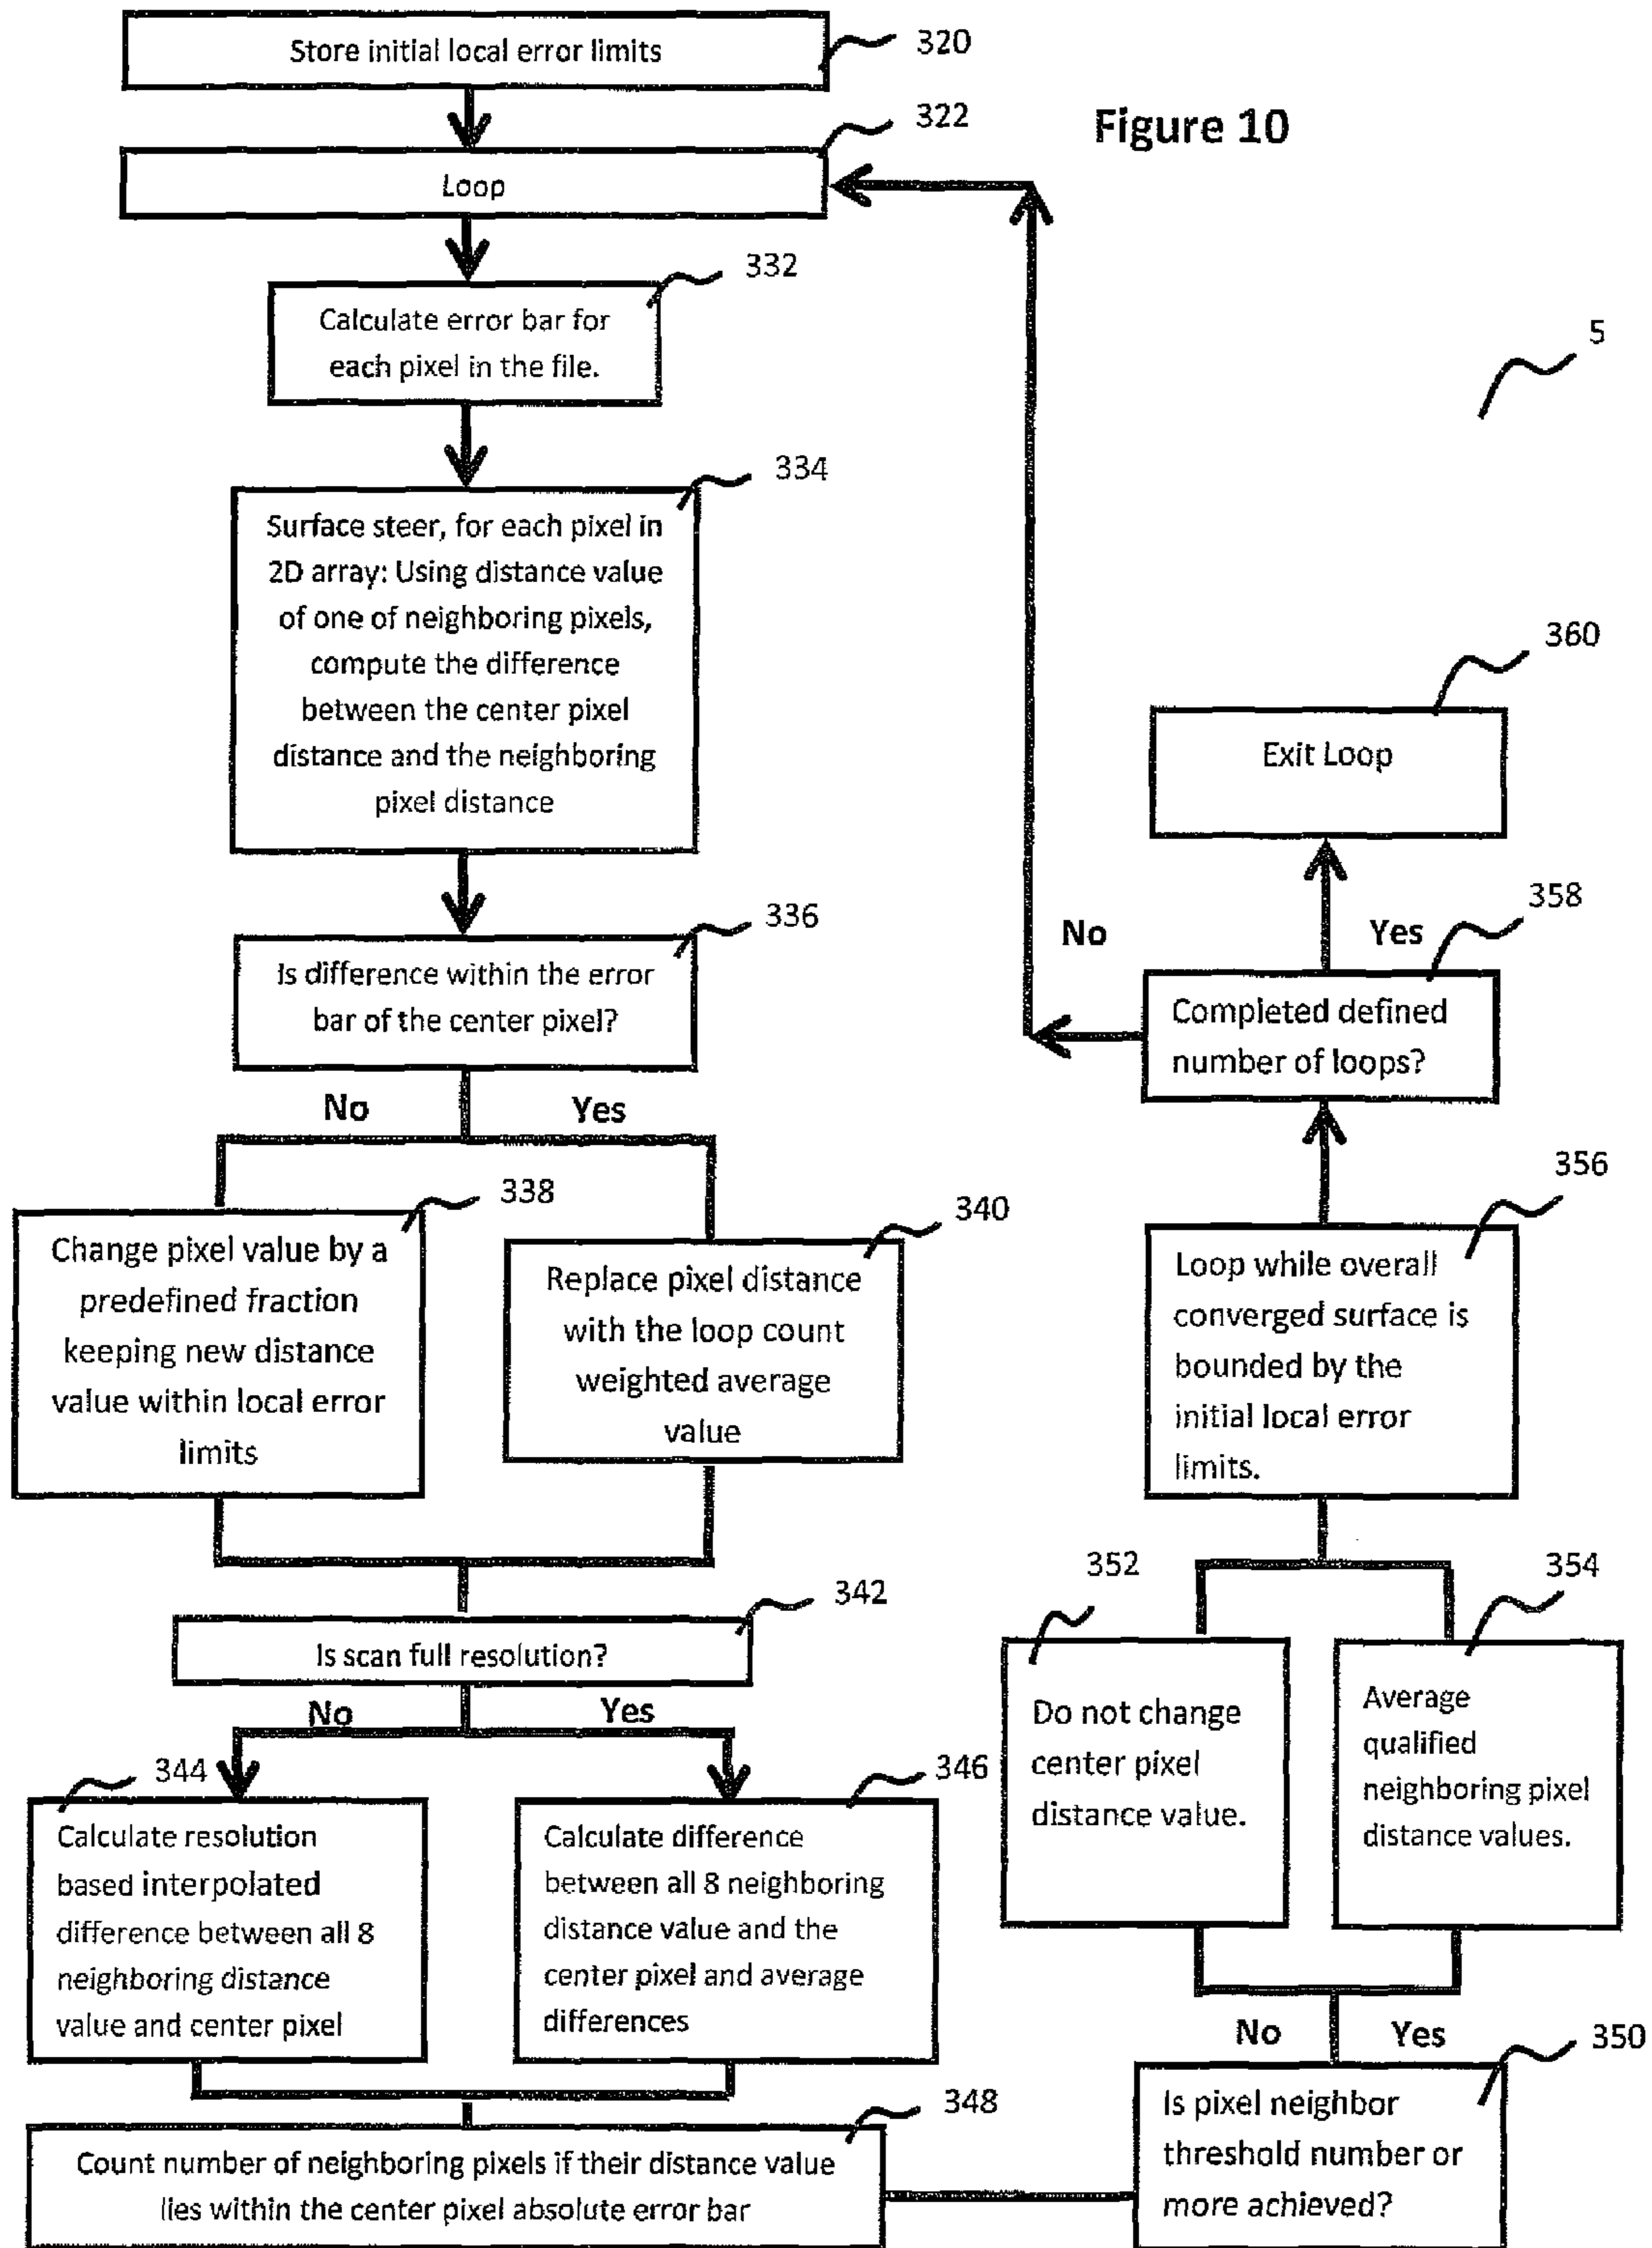 Store initial local error limits
320
Figure 10
322
Loop
332
Calculate error bar for
each pixel in the file.
5
334
Surface steer, for each pixel in
2D array: Using distance value
of one of neighboring pixels,
compute the difference
between the center pixel
distance and the neighboring
pixel distance
336
Is difference within the error
bar of the center pixel?
No
Yes
338
Change pixel value by a
predefined fraction
keeping new distance
value within local error
limits
340
Replace pixel distance
with the loop count
weighted average
value
342
Is scan full resolution?
No
Yes
344
Calculate resolution
based interpolated
difference between all 8
neighboring distance
value and center pixel
346
Calculate difference
between all 8 neighboring
distance value and the
center pixel and average
differences
348
Count number of neighboring pixels if their distance value
lies within the center pixel absolute error bar
350
Is pixel neighbor
threshold number or
more achieved?
No
Yes
352
Do not change
center pixel
distance value.
354
Average
qualified
neighboring pixel
distance values.
356
Loop while overall
converged surface is
bounded by the
initial local error
limits.
358
Completed defined
number of loops?
No
Yes
360
Exit Loop